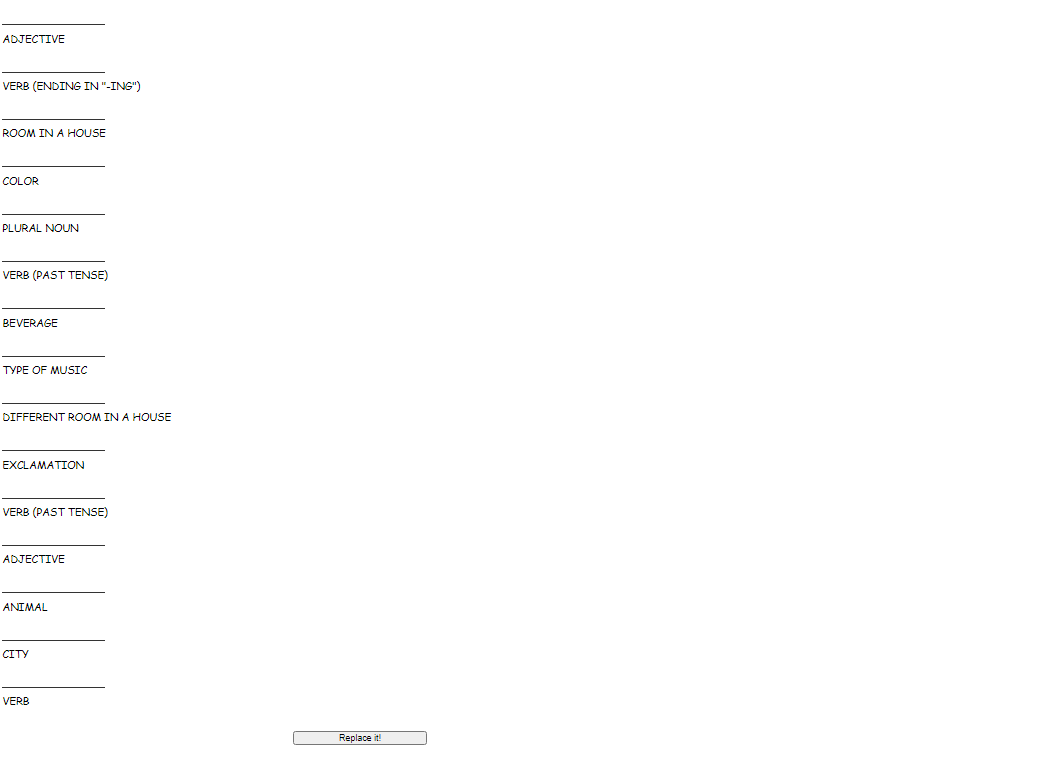 ADJECTIVE
VERB (ENDING IN "-ING")
ROOM IN A HOUSE
COLOR
PLURAL NOUN
VERB (PAST TENSE)
BEVERAGE
TYPE OF MUSIC
DIFFERENT ROOM IN A HOUSE
EXCLAMATION
VERB (PAST TENSE)
ADJECTIVE
ANIMAL
CITY
VERB
Replace it!